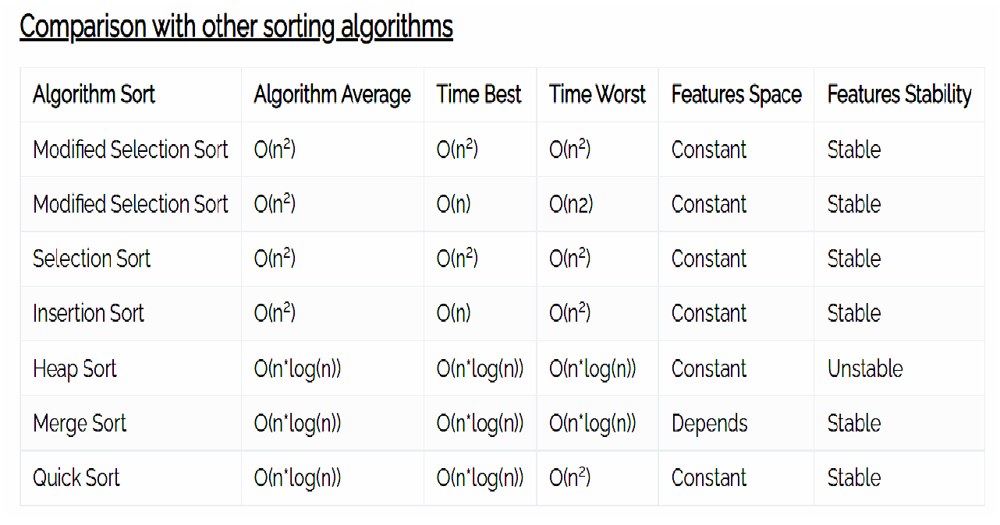 Comparison with other sorting algorithms
Algorithm Sort Algorithm Average Time Best Time Worst Features Space Features Stability
Modified Selection Sort O(n²) O(n²) O(n²) Constant Stable
Modified Selection Sort O(n²) O(n) O(n2) Constant Stable
Selection Sort O(n²) O(n²) O(n²) Constant Stable
Insertion Sort O(n²) O(n) O(n²) Constant Stable
Heap Sort O(n*log(n)) O(n*log(n)) O(n*log(n)) Constant Unstable
Merge Sort O(n*log(n)) O(n*log(n)) O(n*log(n)) Depends Stable
Quick Sort O(n*log(n)) O(n*log(n)) O(n²) Constant Stable